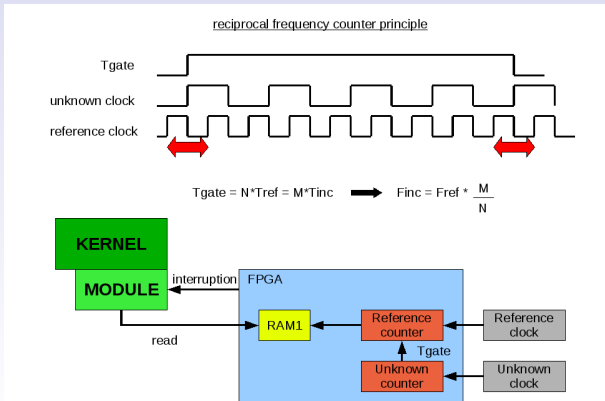 reciprocal frequency counter principle
Tgate
unknown clock
reference clock
Tgate = N*Tref = M*Tinc Finc = Fref * M
N
KERNEL
MODULE
interruption
FPGA
read
RAM1
Reference
counter
Reference
clock
Tgate
Unknown
counter
Unknown
clock